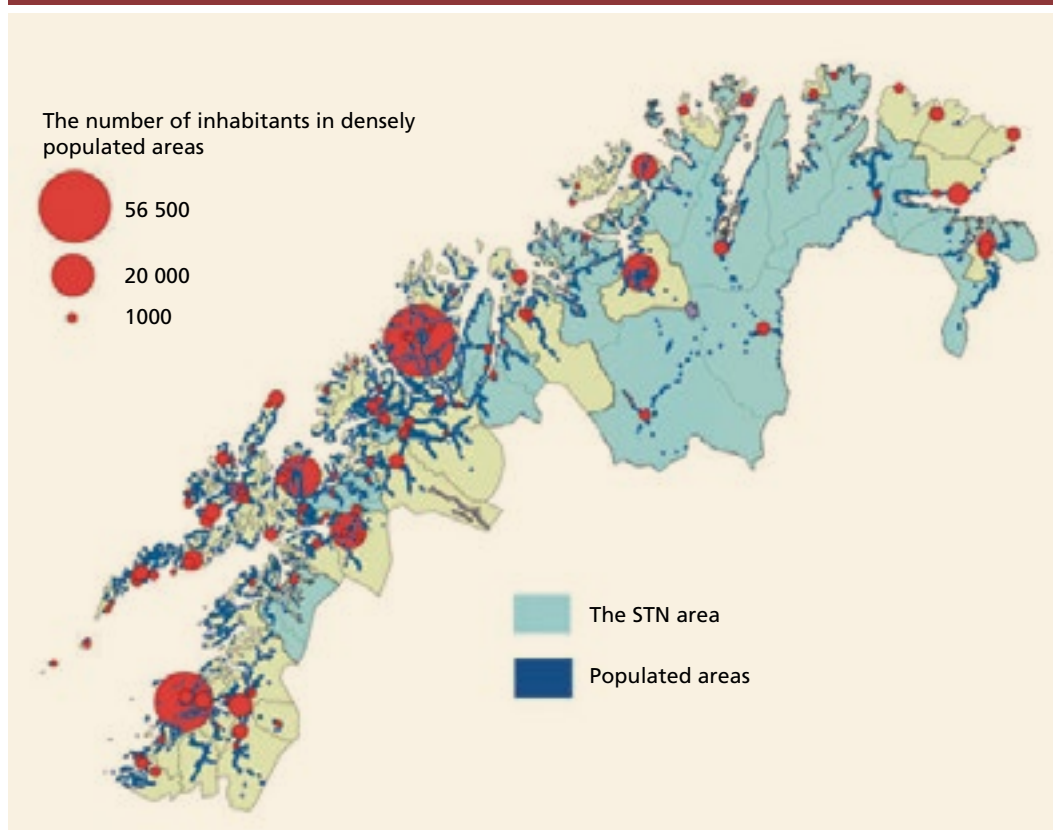 The number of inhabitants in densely
populated areas
56 500
20 000
1000
The STN area
Populated areas